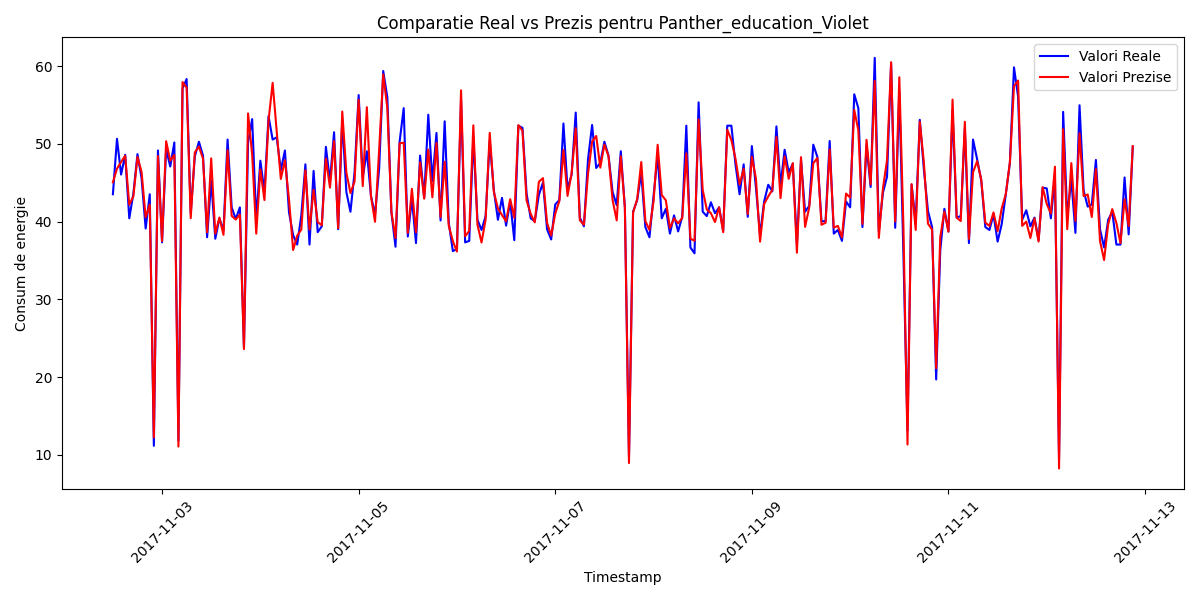 Comparatie Real vs Prezis pentru Panther_education_Violet
Valori Reale
Valori Prezise
Consum de energie
60
50
40
30
20
10
2017-11-03
2017-11-05
2017-11-07
2017-11-09
2017-11-11
2017-11-13
Timestamp